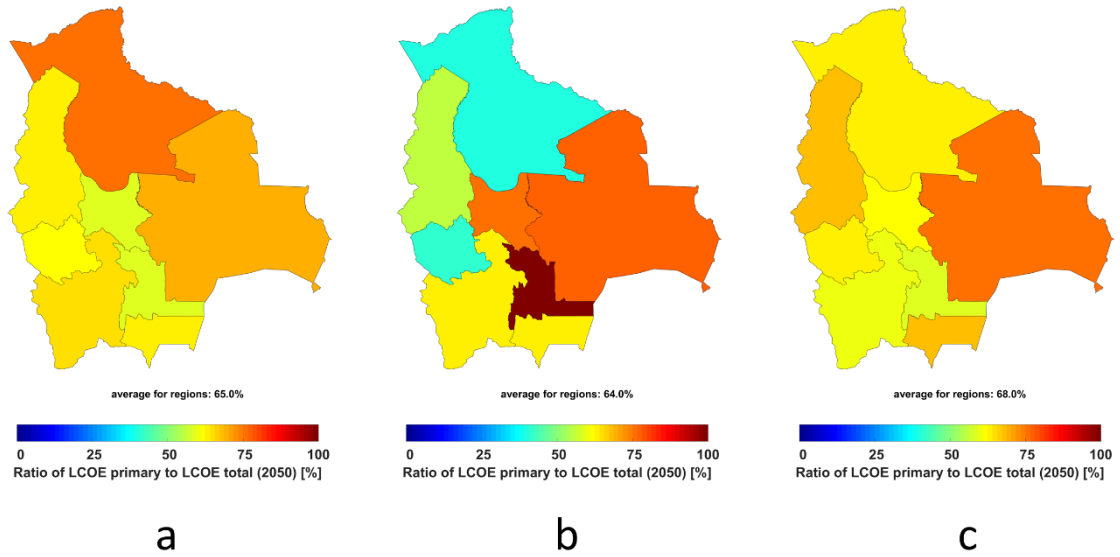 average for regions: 65.0%
average for regions: 64.0%
average for regions: 68.0%
0 25 50 75 100
0 25 50 75 100
0 25 50 75 100
Ratio of LCOE primary to LCOE total (2050) [%]
Ratio of LCOE primary to LCOE total (2050) [%]
Ratio of LCOE primary to LCOE total (2050) [%]
a
b
c